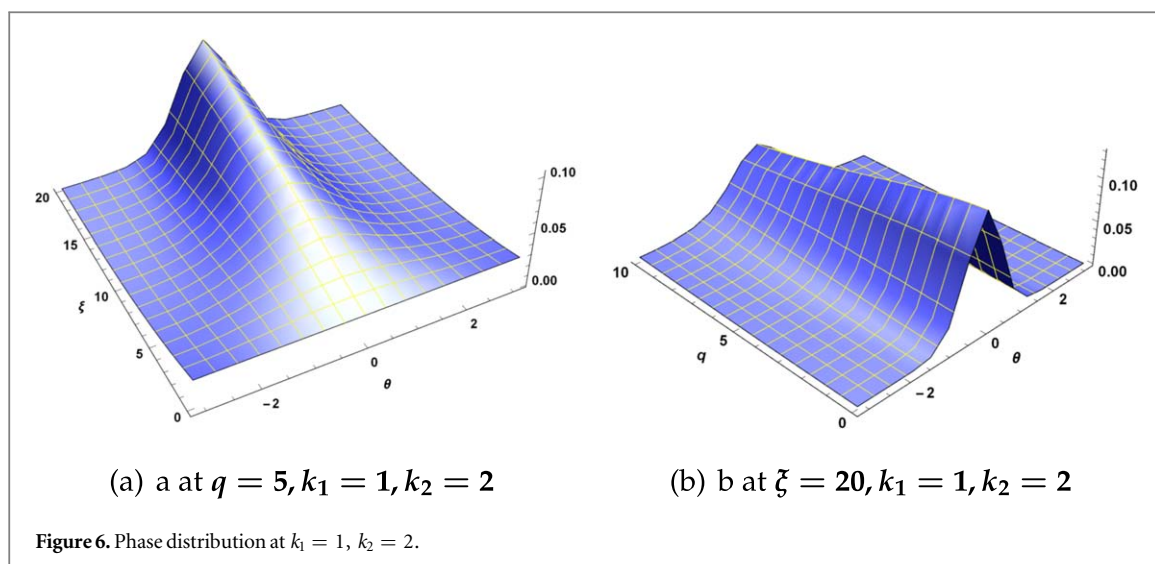 20
15
ξ 10
5
0
−2
0
θ
2
0.10
0.05
0.00
10
q
5
0
−2
0
θ
2
0.10
0.05
0.00
(a) a at q = 5, k₁ = 1, k₂ = 2
(b) b at ξ = 20, k₁ = 1, k₂ = 2
Figure 6. Phase distribution at k₁ = 1, k₂ = 2.